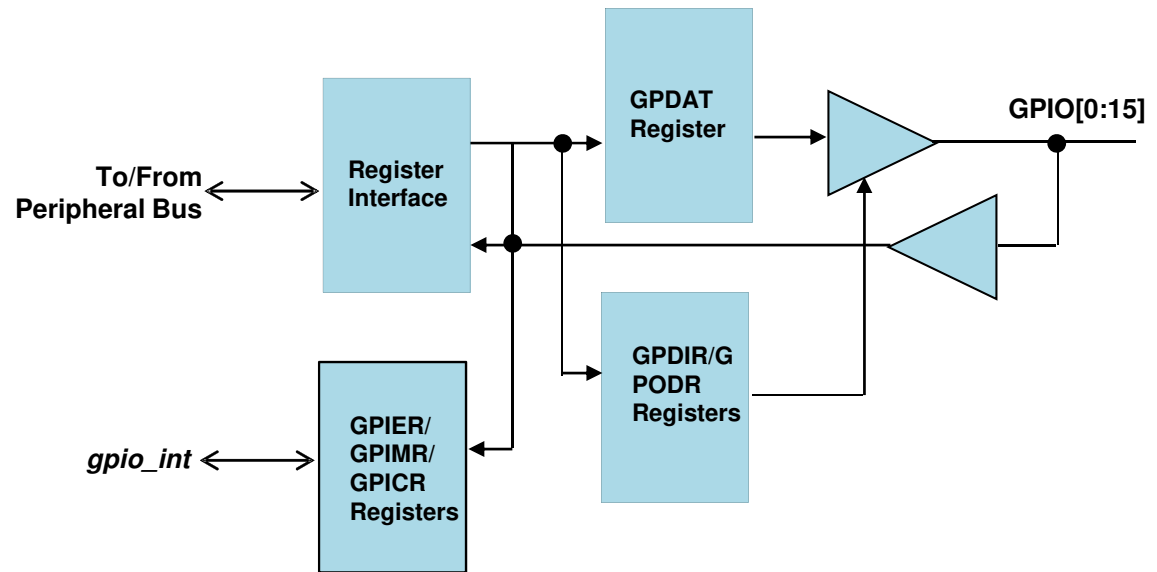 GPDAT
Register
GPIO[0:15]
To/From
Peripheral Bus
Register
Interface
GPDIR/G
PODR
Registers
gpio_int
GPIER/
GPIMR/
GPICR
Registers